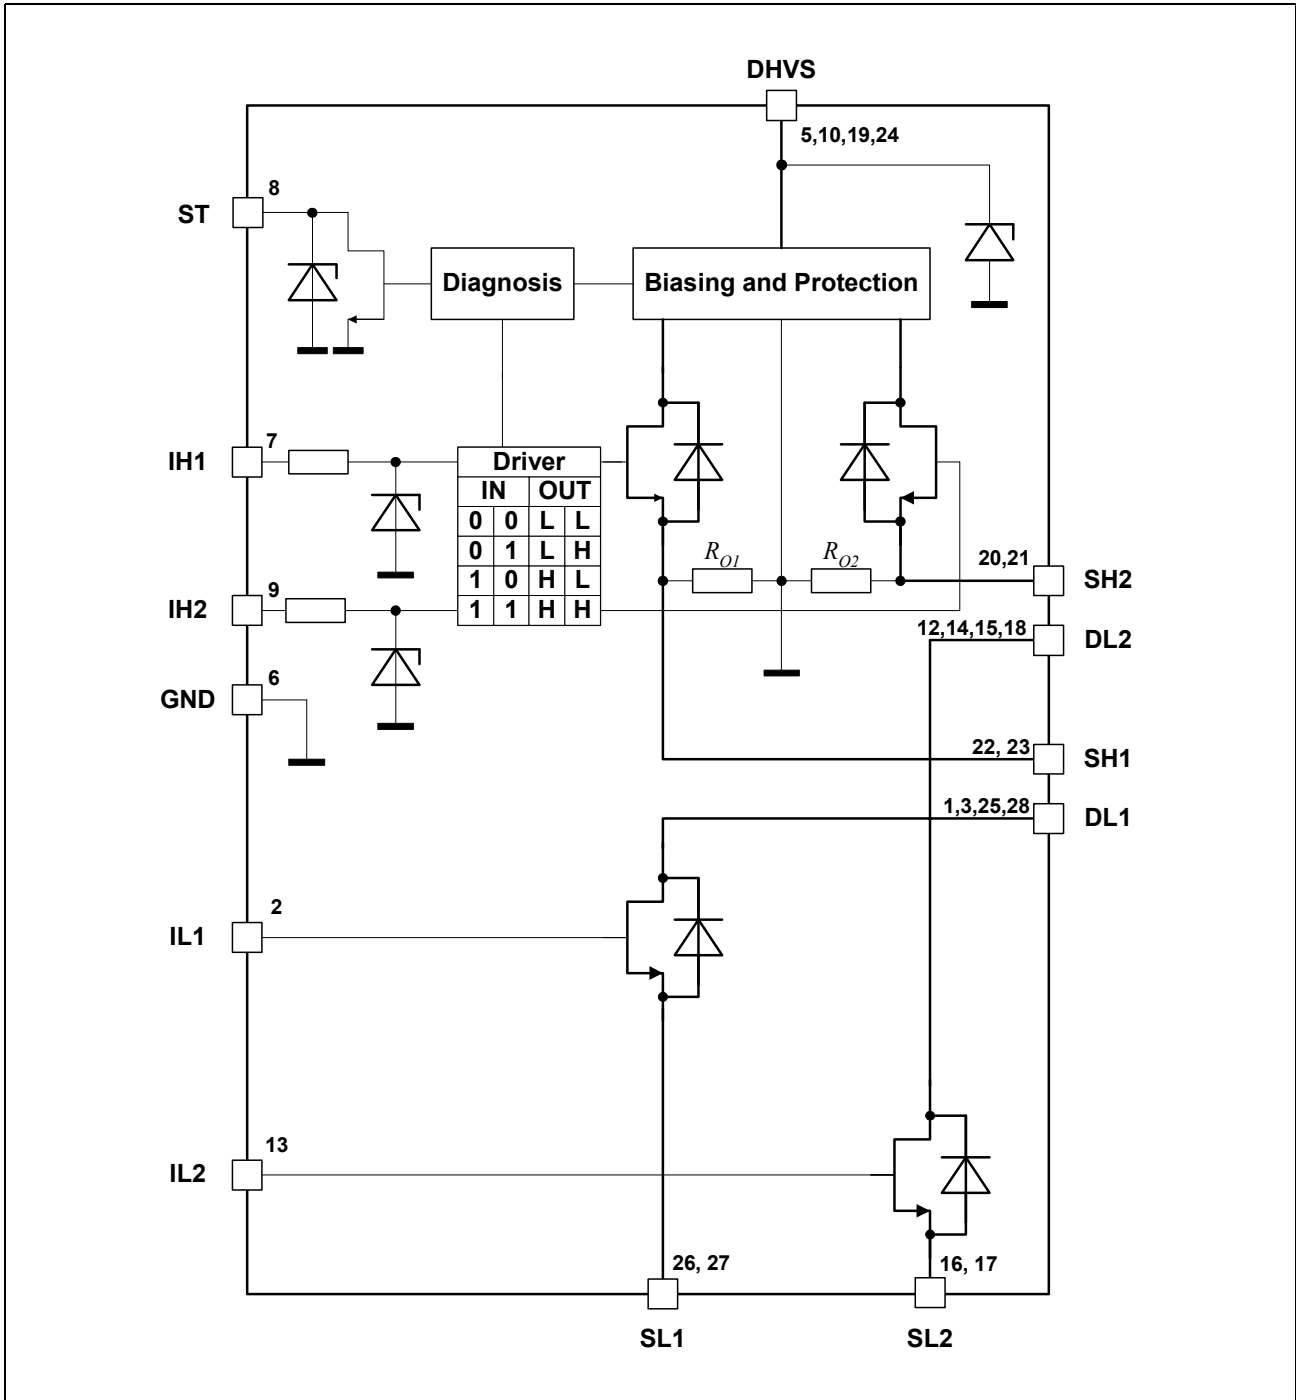 DHVS
5,10,19,24
8
ST
Diagnosis
Biasing and Protection
7
IH1
Driver
IN OUT
0 0 L L
0 1 L H
1 0 H L
1 1 H H
RO1
RO2
20,21
SH2
9
IH2
12,14,15,18
DL2
6
GND
22, 23
SH1
1,3,25,28
DL1
2
IL1
13
IL2
26, 27
16, 17
SL1
SL2